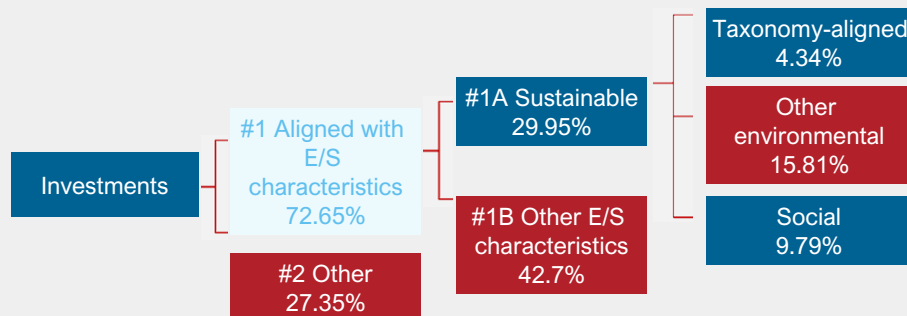 Investments
#1 Aligned with
E/S
characteristics
72.65%
#2 Other
27.35%
#1A Sustainable
29.95%
#1B Other E/S
characteristics
42.7%
Taxonomy-aligned
4.34%
Other
environmental
15.81%
Social
9.79%